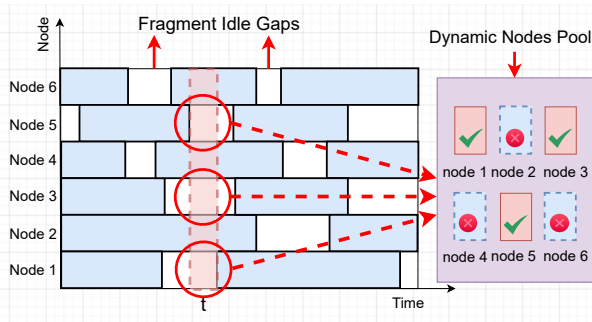 Fragment Idle Gaps
Node
Dynamic Nodes Pool
Node 6
Node 5
Node 4
Node 3
Node 2
Node 1
t
Time
node 1 node 2 node 3
node 4 node 5 node 6